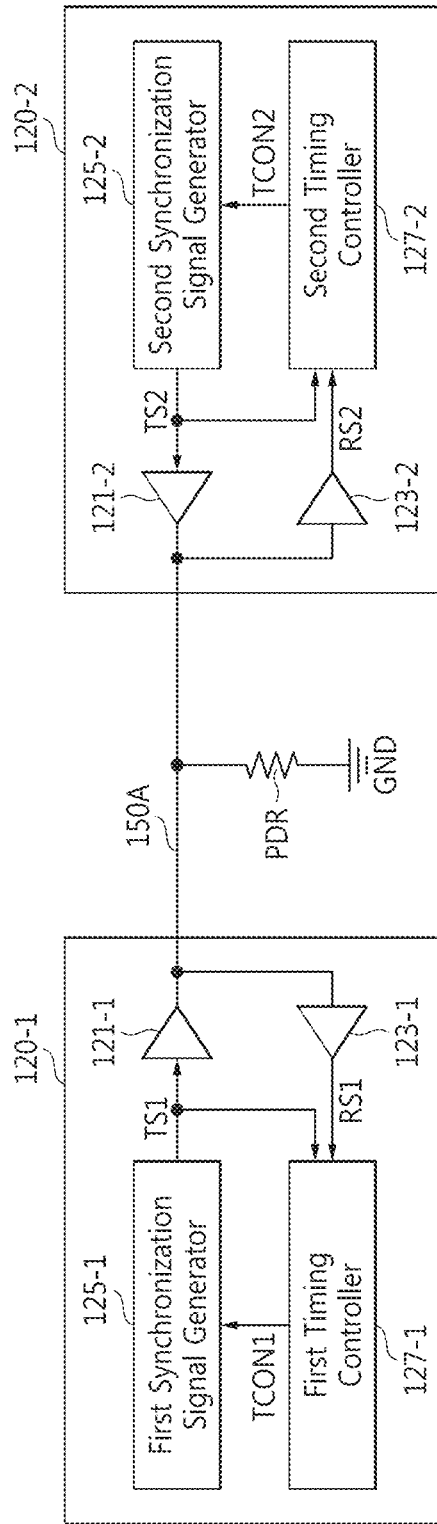 120-1
125-1
First Synchronization
Signal Generator
TS1
121-1
TCON1
First Timing
Controller
127-1
RS1
123-1
150A
PDR
GND
120-2
125-2
Second Synchronization
Signal Generator
TS2
121-2
TCON2
Second Timing
Controller
127-2
RS2
123-2